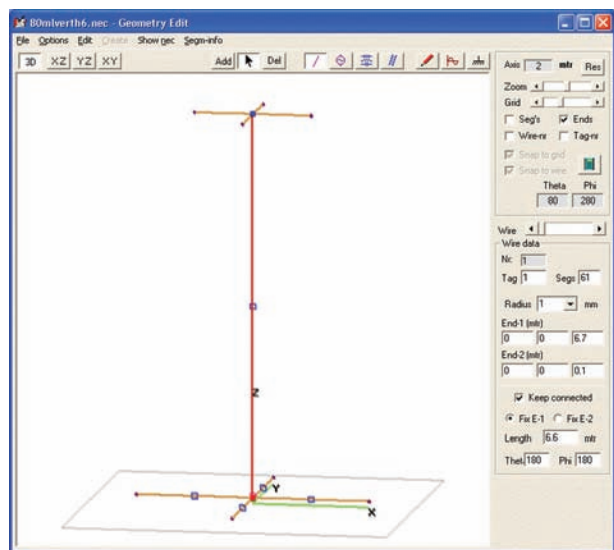 80mlverth6.nec - Geometry Edit
File Options Edit Create Show nec Segm-info
3D XZ YZ XY Add Del
Axis 2 mtr Res
Zoom
Grid
Seg's Ends
Wire-nr Tag-nr
Snap to grid
Snap to wire
Theta Phi
80 280
Wire
Wire data
Nr. 1
Tag 1 Segs 61
Radius 1 mm
End-1 (mtr)
0 0 6.7
End-2 (mtr)
0 0 0.1
Keep connected
Fix E-1 Fix E-2
Length 6.6 mtr
Thet. 180 Phi 180
Z
Y
X